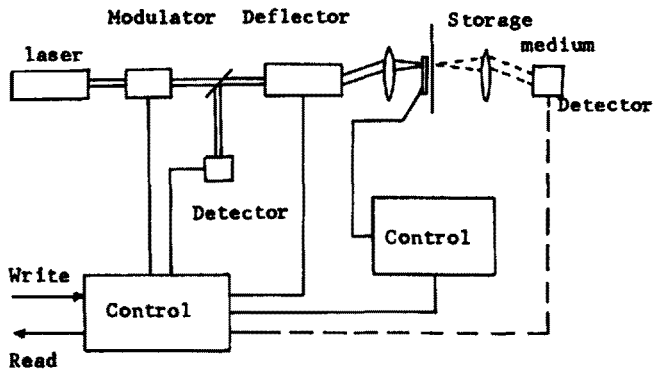 Modulator Deflector Storage
laser medium
Detector
Detector
Control
Write
Control
Read